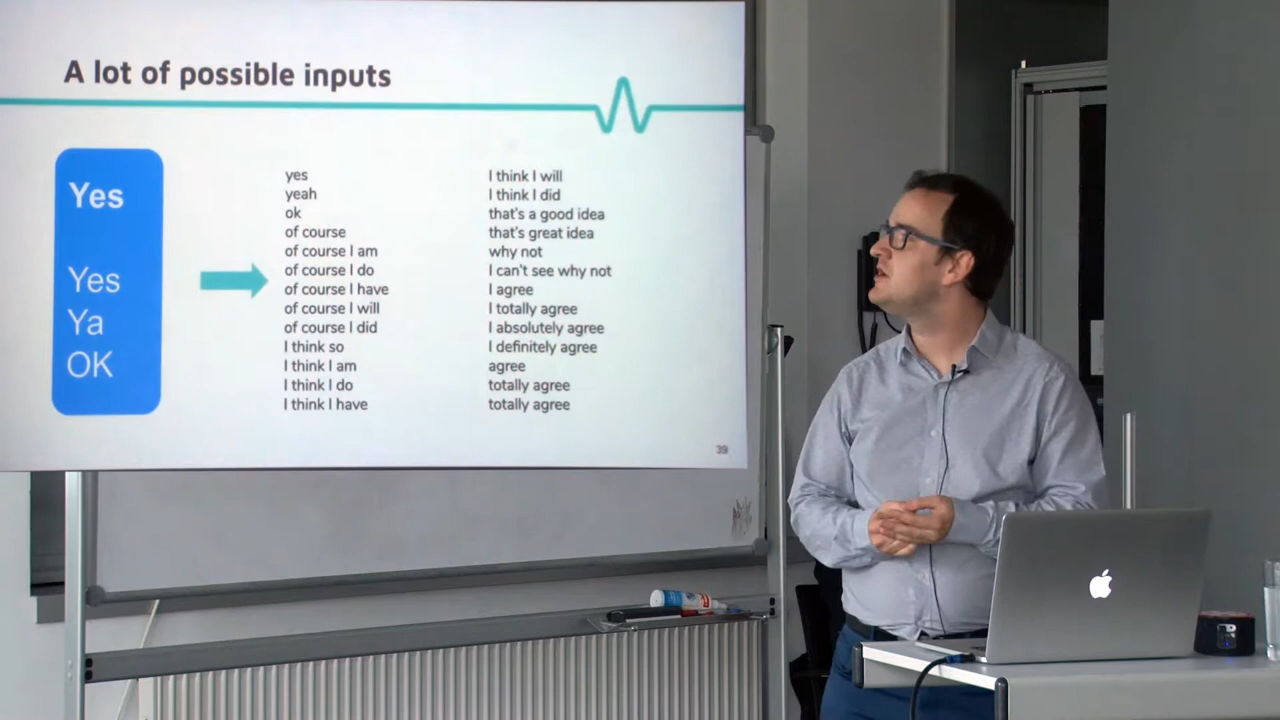 A lot of possible inputs
Yes
Yes
Ya
OK
yes
yeah
ok
of course
of course I am
of course I do
of course I have
of course I will
of course I did
I think so
I think I am
I think I do
I think I have
I think I will
I think I did
that's a good idea
that's great idea
why not
I can't see why not
I agree
I totally agree
I absolutely agree
I definitely agree
agree
totally agree
totally agree
39